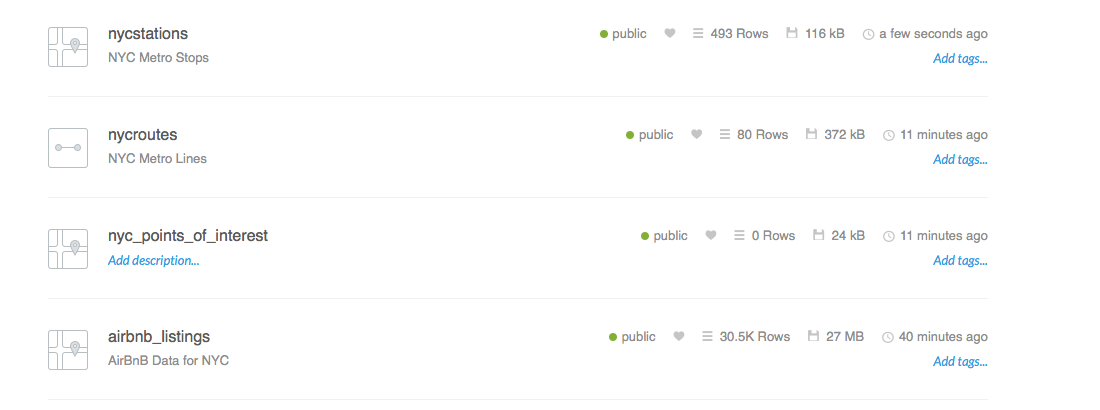 nycstations public 493 Rows 116 kB a few seconds ago
NYC Metro Stops Add tags...
nycroutes public 80 Rows 372 kB 11 minutes ago
NYC Metro Lines Add tags...
nyc_points_of_interest public 0 Rows 24 kB 11 minutes ago
Add description... Add tags...
airbnb_listings public 30.5K Rows 27 MB 40 minutes ago
AirBnB Data for NYC Add tags...